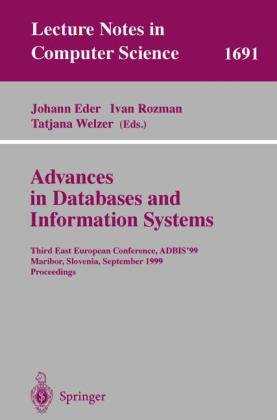 Lecture Notes in
Computer Science 1691
Johann Eder Ivan Rozman
Tatjana Welzer (Eds.)
Advances
in Databases and
Information Systems
Third East European Conference, ADBIS'99
Maribor, Slovenia, September 1999
Proceedings
Springer